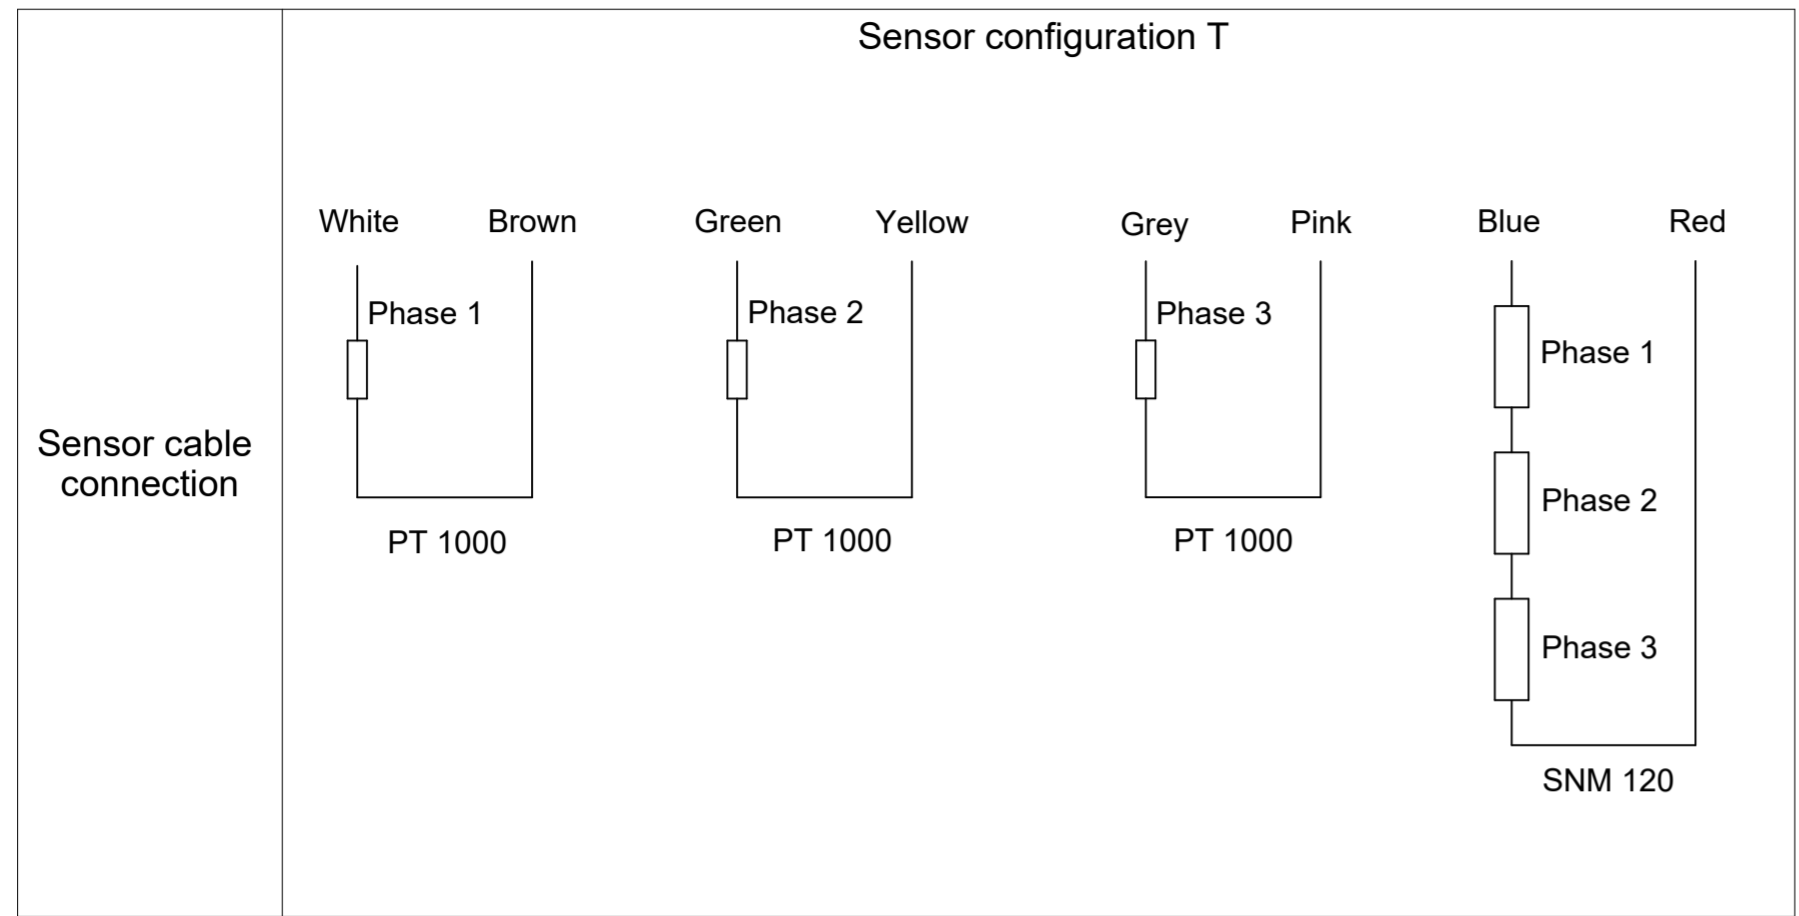 Sensor configuration T
Sensor cable
connection
White
Brown
Green
Yellow
Grey
Pink
Blue
Red
Phase 1
Phase 2
Phase 3
Phase 1
Phase 2
Phase 3
PT 1000
PT 1000
PT 1000
SNM 120